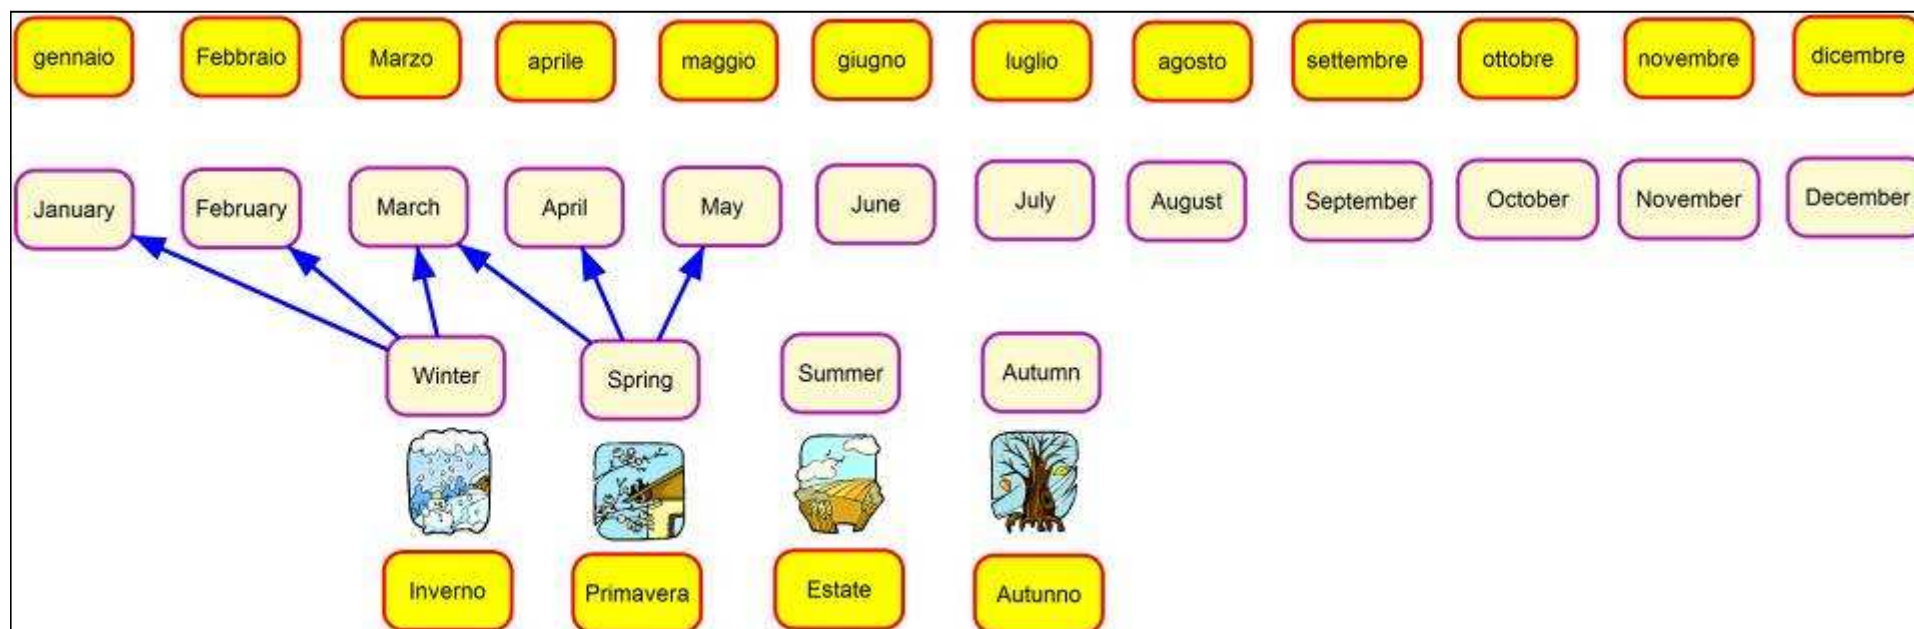 gennaio Febbraio Marzo aprile maggio giugno luglio agosto settembre ottobre novembre dicembre
January February March April May June July August September October November December
Winter Spring Summer Autumn
Inverno Primavera Estate Autunno